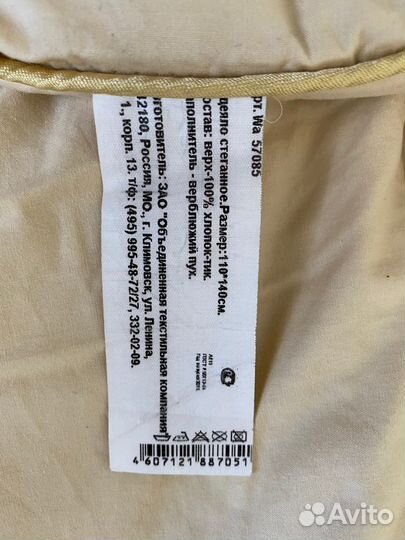 рт. Wa 57085
деяло стеганное.Размер:110*140см.
остав: верх-100% хлопок-тик.
аполнитель - верблюжий пух.
зготовитель: ЗАО "Объединенная текстильная компания"
42180, Россия, МО., г. Климовск, ул. Ленина,
1., корп. 13. т/ф: (495) 995-48-72/27, 332-02-09.
4 607121 887051
Avito